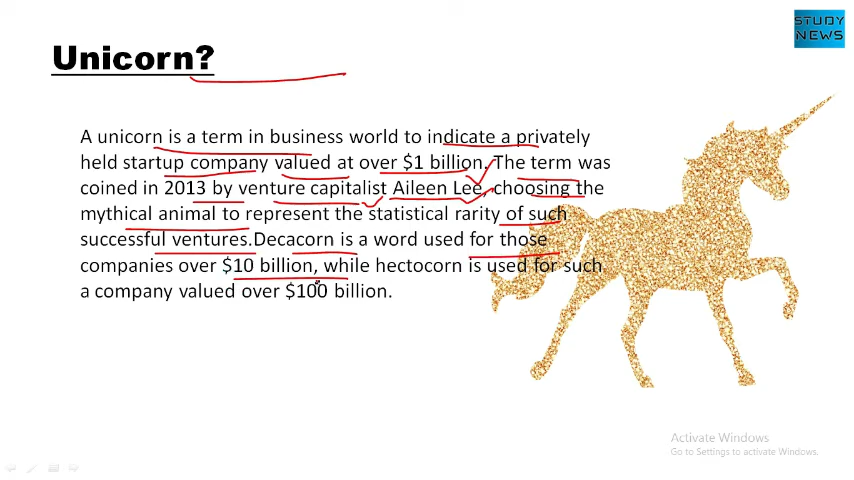 STUDY
NEWS
Unicorn?
A unicorn is a term in business world to indicate a privately
held startup company valued at over $1 billion. The term was
coined in 2013 by venture capitalist Aileen Lee, choosing the
mythical animal to represent the statistical rarity of such
successful ventures.Decacorn is a word used for those
companies over $10 billion, while hectocorn is used for such
a company valued over $100 billion.
Activate Windows
Go to Settings to activate Windows.